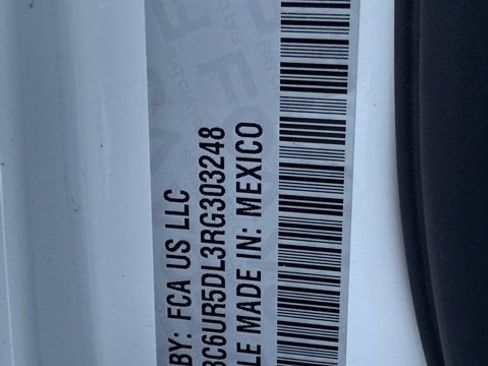 BY: FCA US LLC
3C6UR5DL3RG303248
LE MADE IN: MEXICO